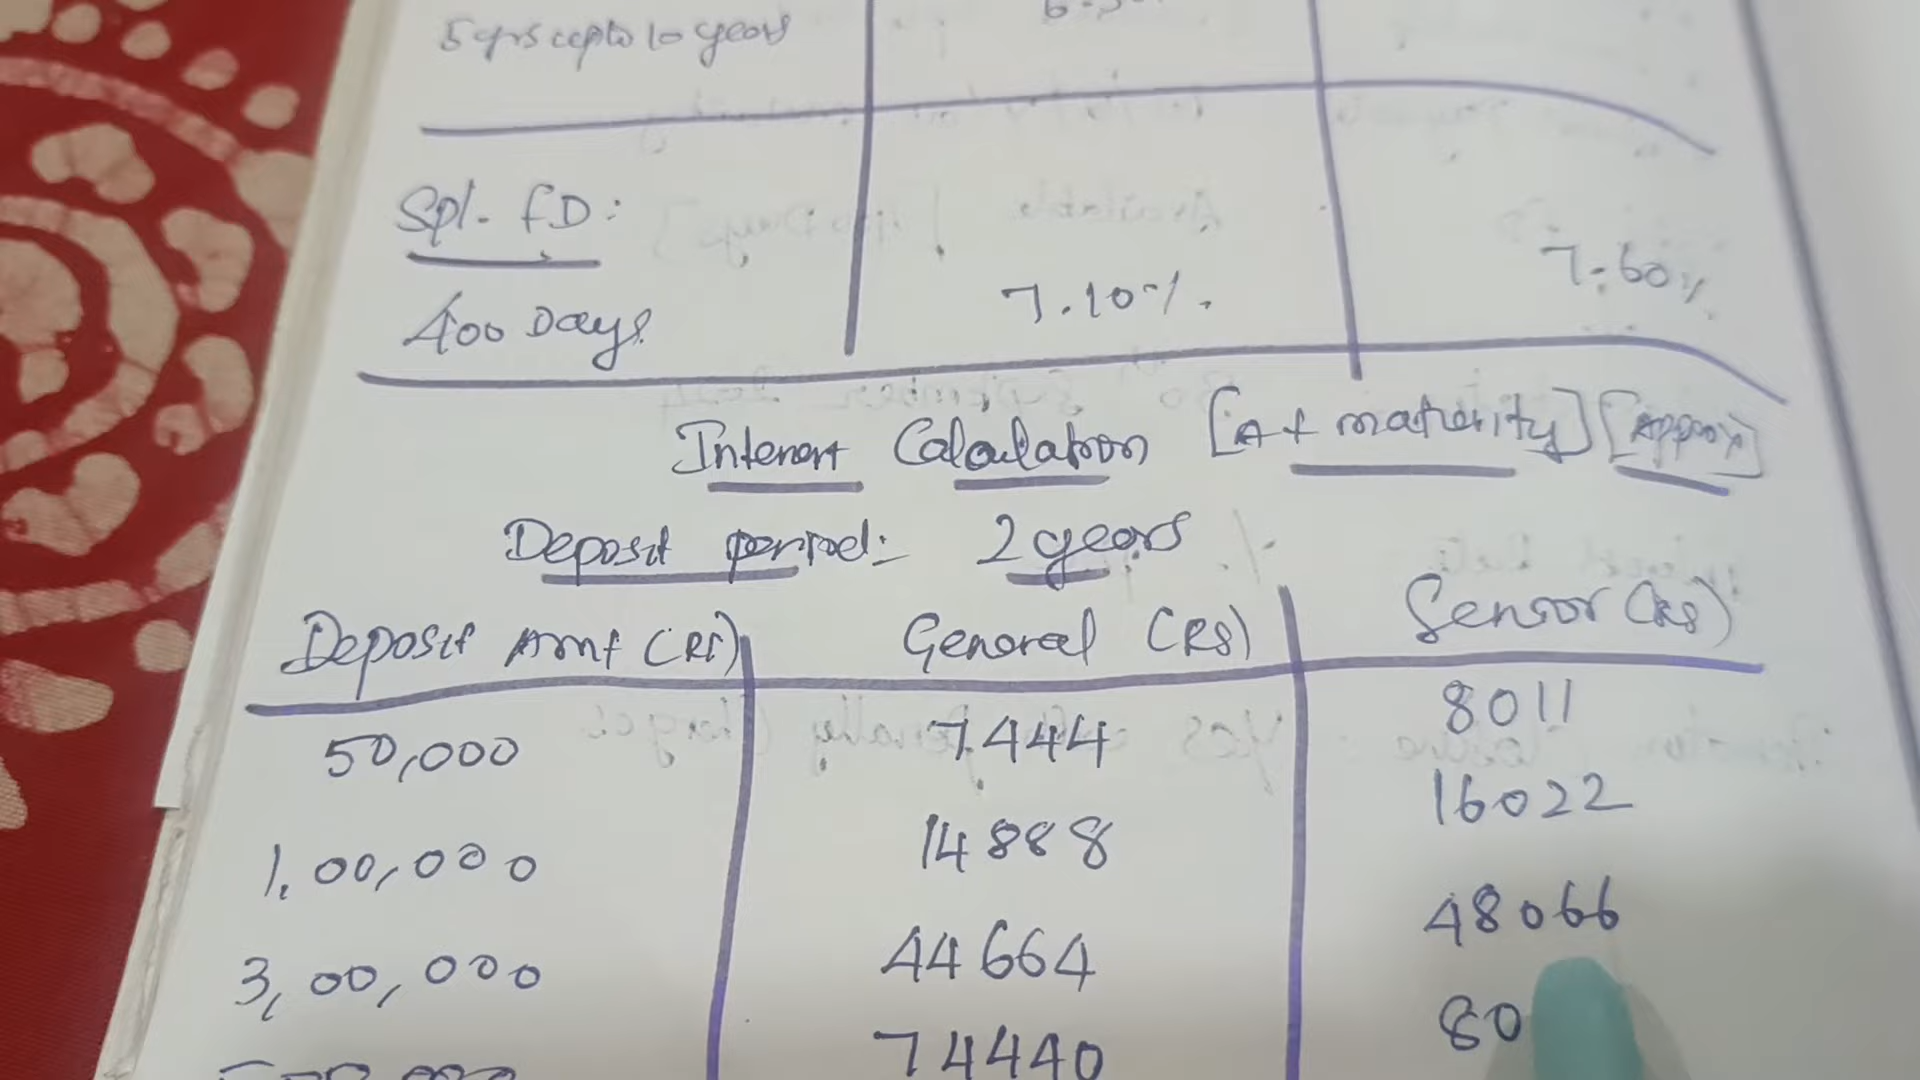 5 yrs upto 10 years
Spl. FD:
400 Days 7.10% 7.60%
Interest Calculation [At maturity] [Approx]
Deposit period:- 2 years
Deposit Amt (Rs) General (RS) Senior (RS)
50,000 7444 8011
1,00,000 14888 16022
3,00,000 44664 48066
74440 80